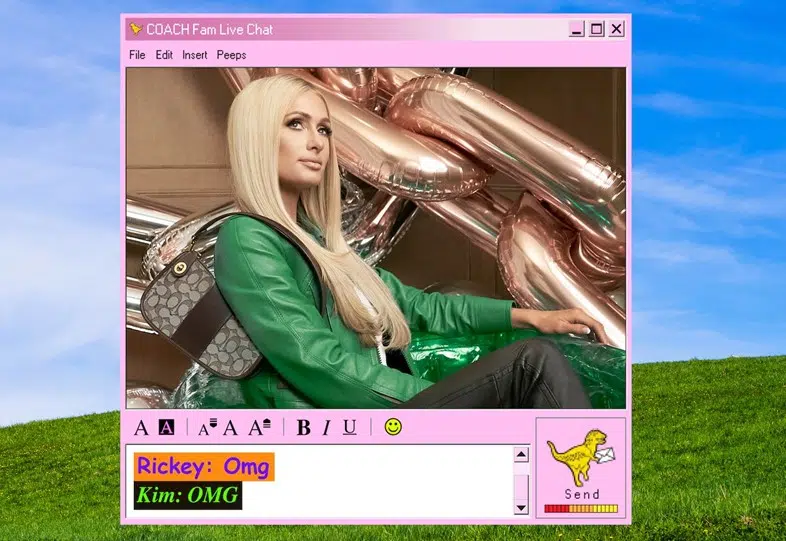 COACH Fam Live Chat
File Edit Insert Peeps
A A A A A B I U
Rickey: Omg
Kim: OMG
Send